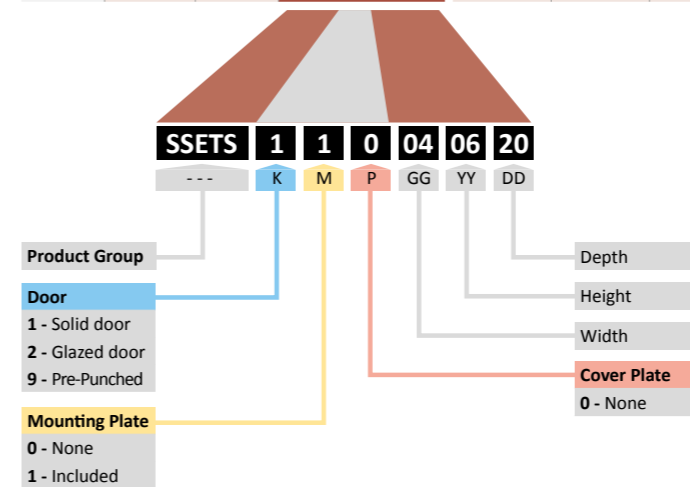 SSETS 1 1 0 04 06 20
--- K M P GG YY DD
Product Group
Door
1 - Solid door
2 - Glazed door
9 - Pre-Punched
Mounting Plate
0 - None
1 - Included
Depth
Height
Width
Cover Plate
0 - None